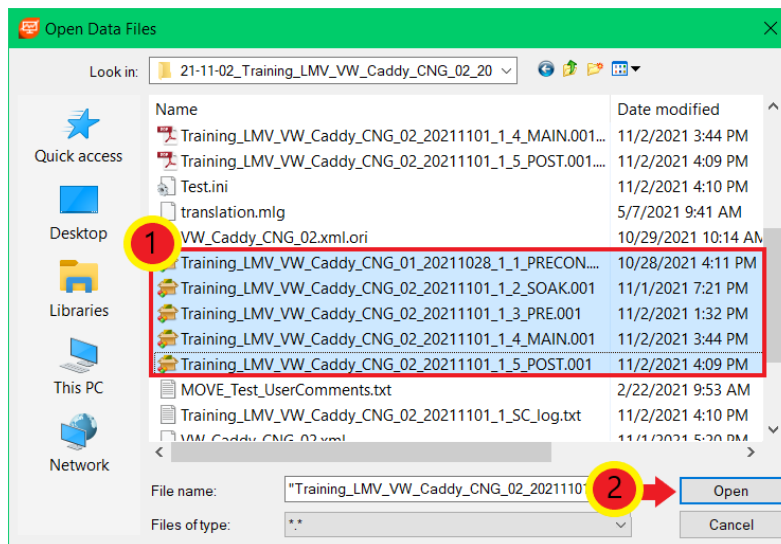 Open Data Files
Look in: 21-11-02_Training_LMV_VW_Caddy_CNG_02_20
Name Date modified
Training_LMV_VW_Caddy_CNG_02_20211101_1_4_MAIN.001... 11/2/2021 3:44 PM
Training_LMV_VW_Caddy_CNG_02_20211101_1_5_POST.001.... 11/2/2021 4:09 PM
Test.ini 11/2/2021 4:10 PM
translation.mlg 5/7/2021 9:41 AM
VW_Caddy_CNG_02.xml.ori 10/29/2021 10:14 AM
1
Training_LMV_VW_Caddy_CNG_01_20211028_1_1_PRECON.... 10/28/2021 4:11 PM
Training_LMV_VW_Caddy_CNG_02_20211101_1_2_SOAK.001 11/1/2021 7:21 PM
Training_LMV_VW_Caddy_CNG_02_20211101_1_3_PRE.001 11/2/2021 1:32 PM
Training_LMV_VW_Caddy_CNG_02_20211101_1_4_MAIN.001 11/2/2021 3:44 PM
Training_LMV_VW_Caddy_CNG_02_20211101_1_5_POST.001 11/2/2021 4:09 PM
MOVE_Test_UserComments.txt 2/22/2021 9:53 AM
Training_LMV_VW_Caddy_CNG_02_20211101_1_SC_log.txt 11/2/2021 4:10 PM
VW_Caddy_CNG_02.xml 11/1/2021 5:20 PM
Quick access
Desktop
Libraries
This PC
Network
File name: "Training_LMV_VW_Caddy_CNG_02_2021110 2 Open
Files of type: *.* Cancel